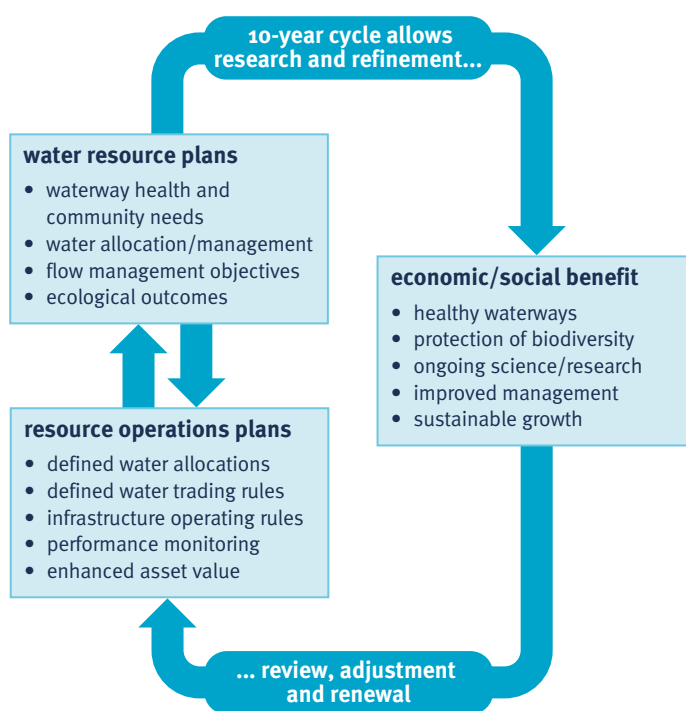 10-year cycle allows
research and refinement...
water resource plans
• waterway health and
community needs
• water allocation/management
• flow management objectives
• ecological outcomes
economic/social benefit
• healthy waterways
• protection of biodiversity
• ongoing science/research
• improved management
• sustainable growth
resource operations plans
• defined water allocations
• defined water trading rules
• infrastructure operating rules
• performance monitoring
• enhanced asset value
... review, adjustment
and renewal